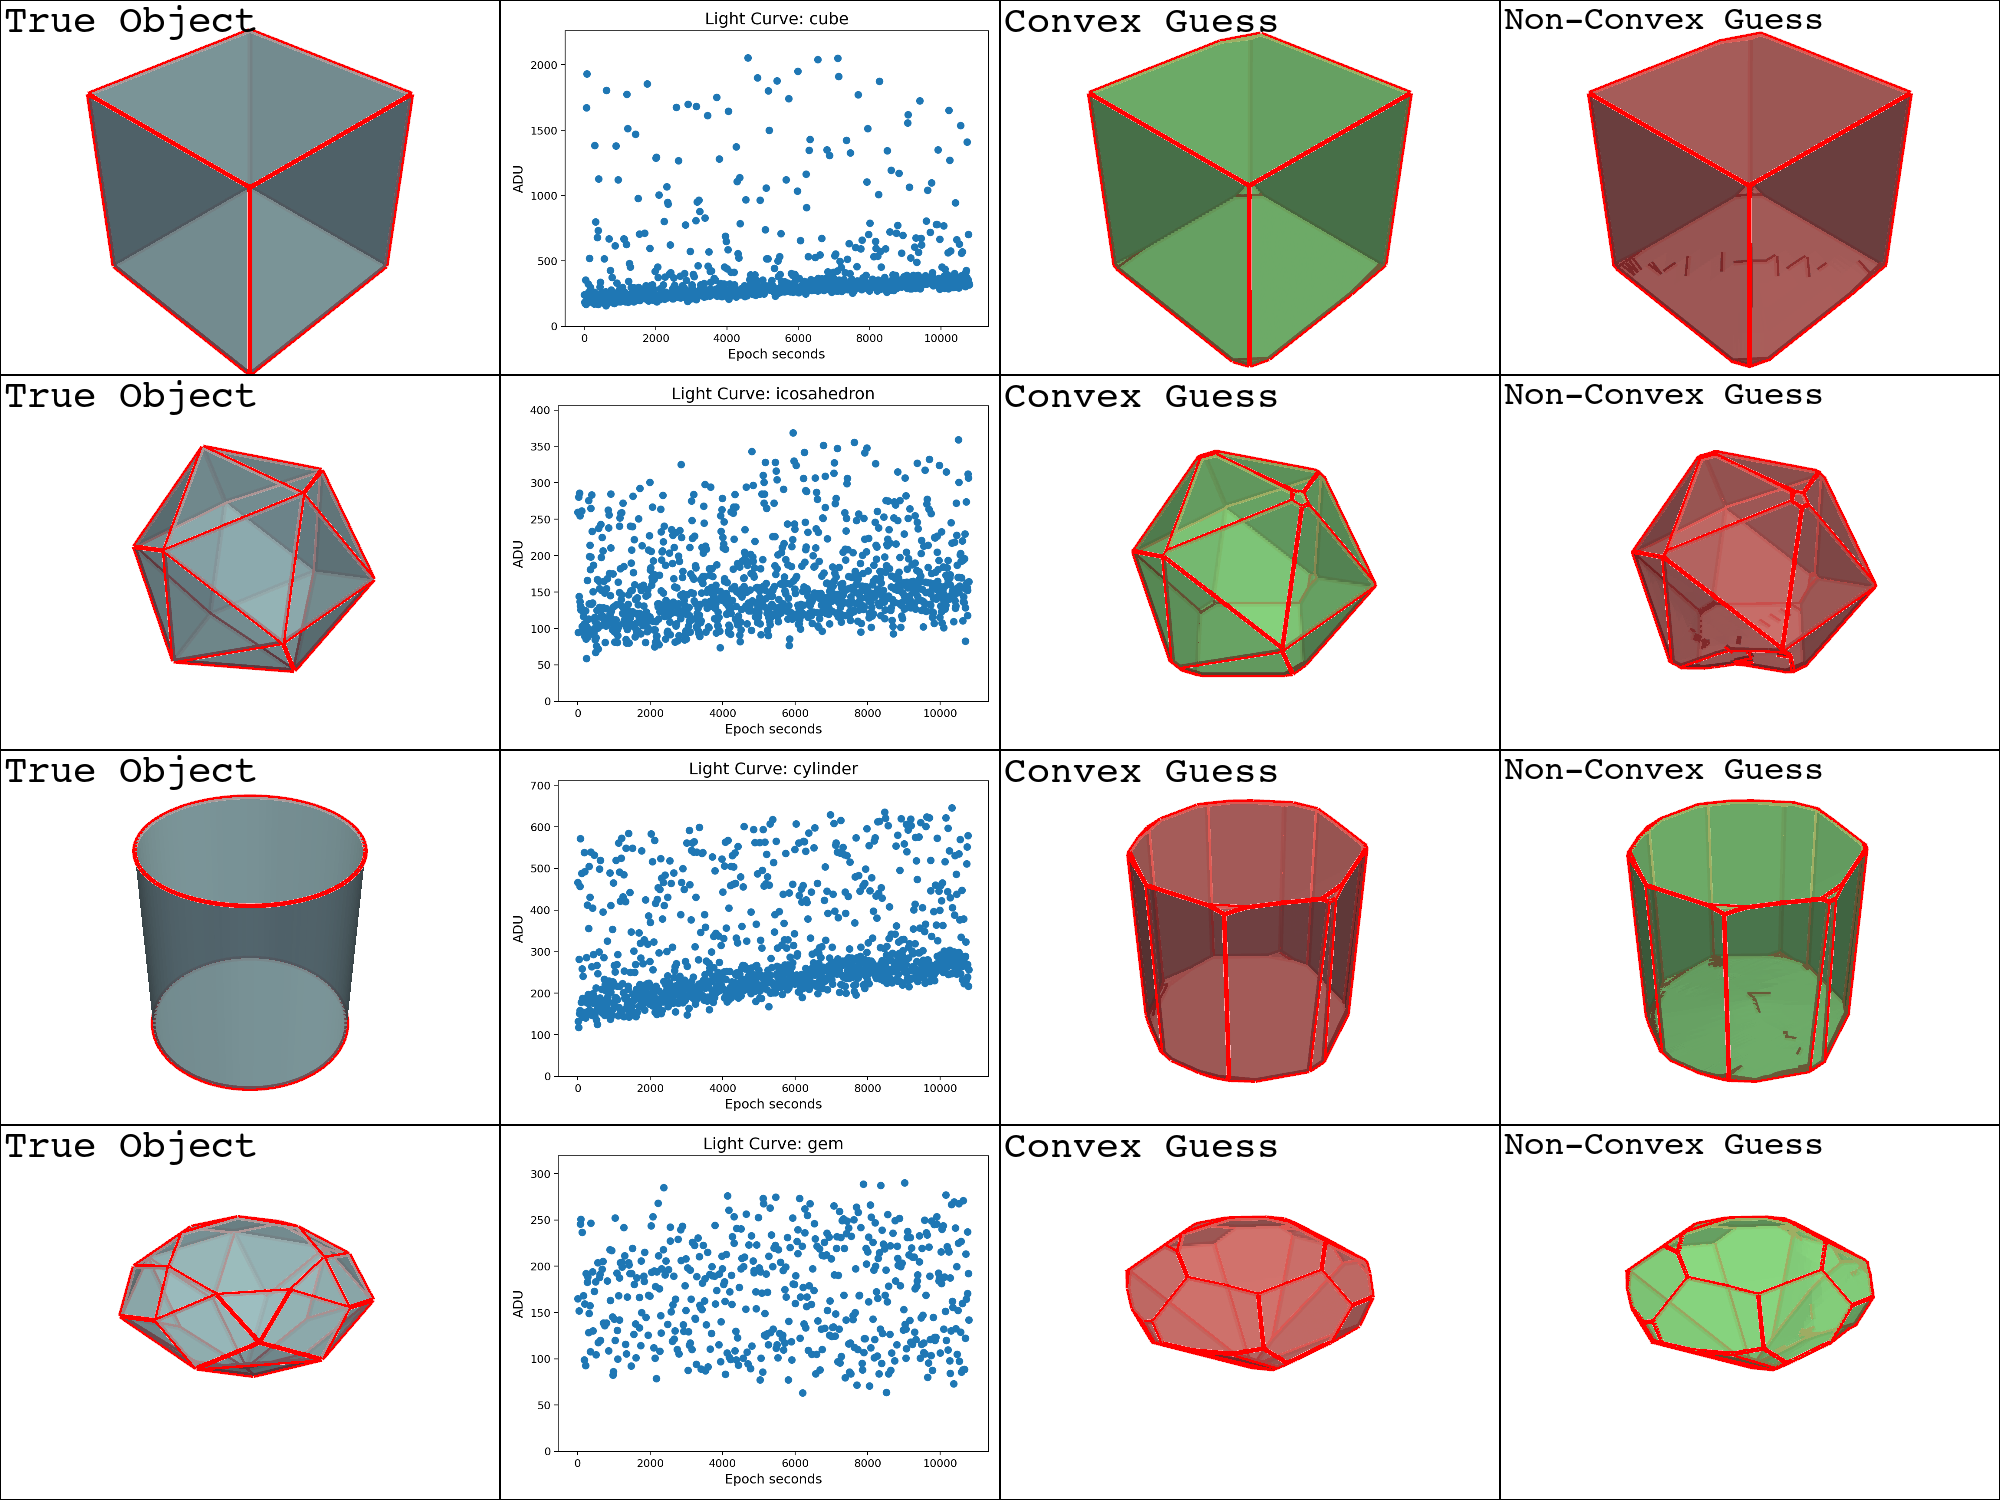 True Object
Light Curve: cube
ADU
2000
1500
1000
500
0
0 2000 4000 6000 8000 10000
Epoch seconds
Convex Guess
Non-Convex Guess
True Object
Light Curve: icosahedron
ADU
400
350
300
250
200
150
100
50
0
0 2000 4000 6000 8000 10000
Epoch seconds
Convex Guess
Non-Convex Guess
True Object
Light Curve: cylinder
ADU
700
600
500
400
300
200
100
0
0 2000 4000 6000 8000 10000
Epoch seconds
Convex Guess
Non-Convex Guess
True Object
Light Curve: gem
ADU
300
250
200
150
100
50
0
0 2000 4000 6000 8000 10000
Epoch seconds
Convex Guess
Non-Convex Guess